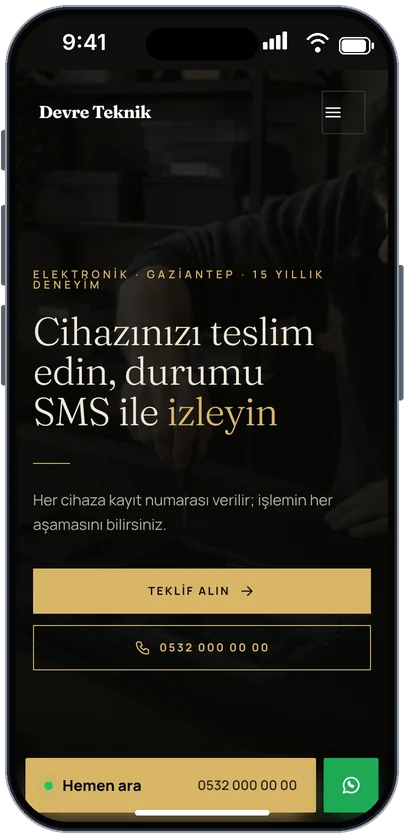 9:41
Devre Teknik
ELEKTRONİK · GAZİANTEP · 15 YILLIK
DENEYİM
Cihazınızı teslim
edin, durumu
SMS ile izleyin
Her cihaza kayıt numarası verilir; işlemin her
aşamasını bilirsiniz.
TEKLİF ALIN →
0532 000 00 00
Hemen ara 0532 000 00 00